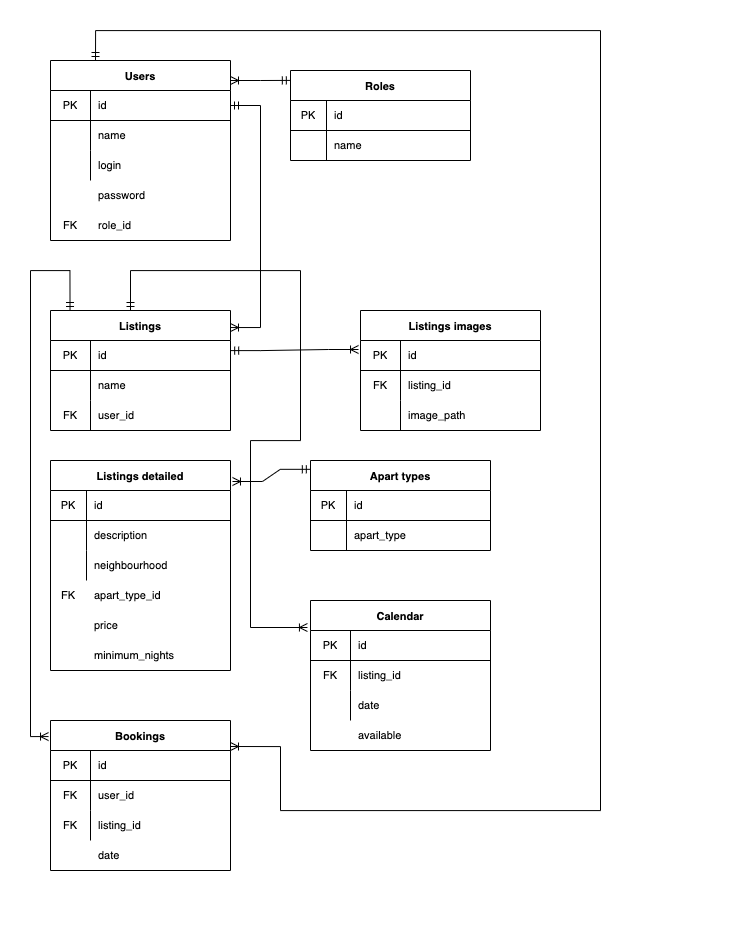 Users
PK id
name
login
password
FK role_id
Roles
PK id
name
Listings
PK id
name
FK user_id
Listings images
PK id
FK listing_id
image_path
Listings detailed
PK id
description
neighbourhood
FK apart_type_id
price
minimum_nights
Apart types
PK id
apart_type
Calendar
PK id
FK listing_id
date
available
Bookings
PK id
FK user_id
FK listing_id
date